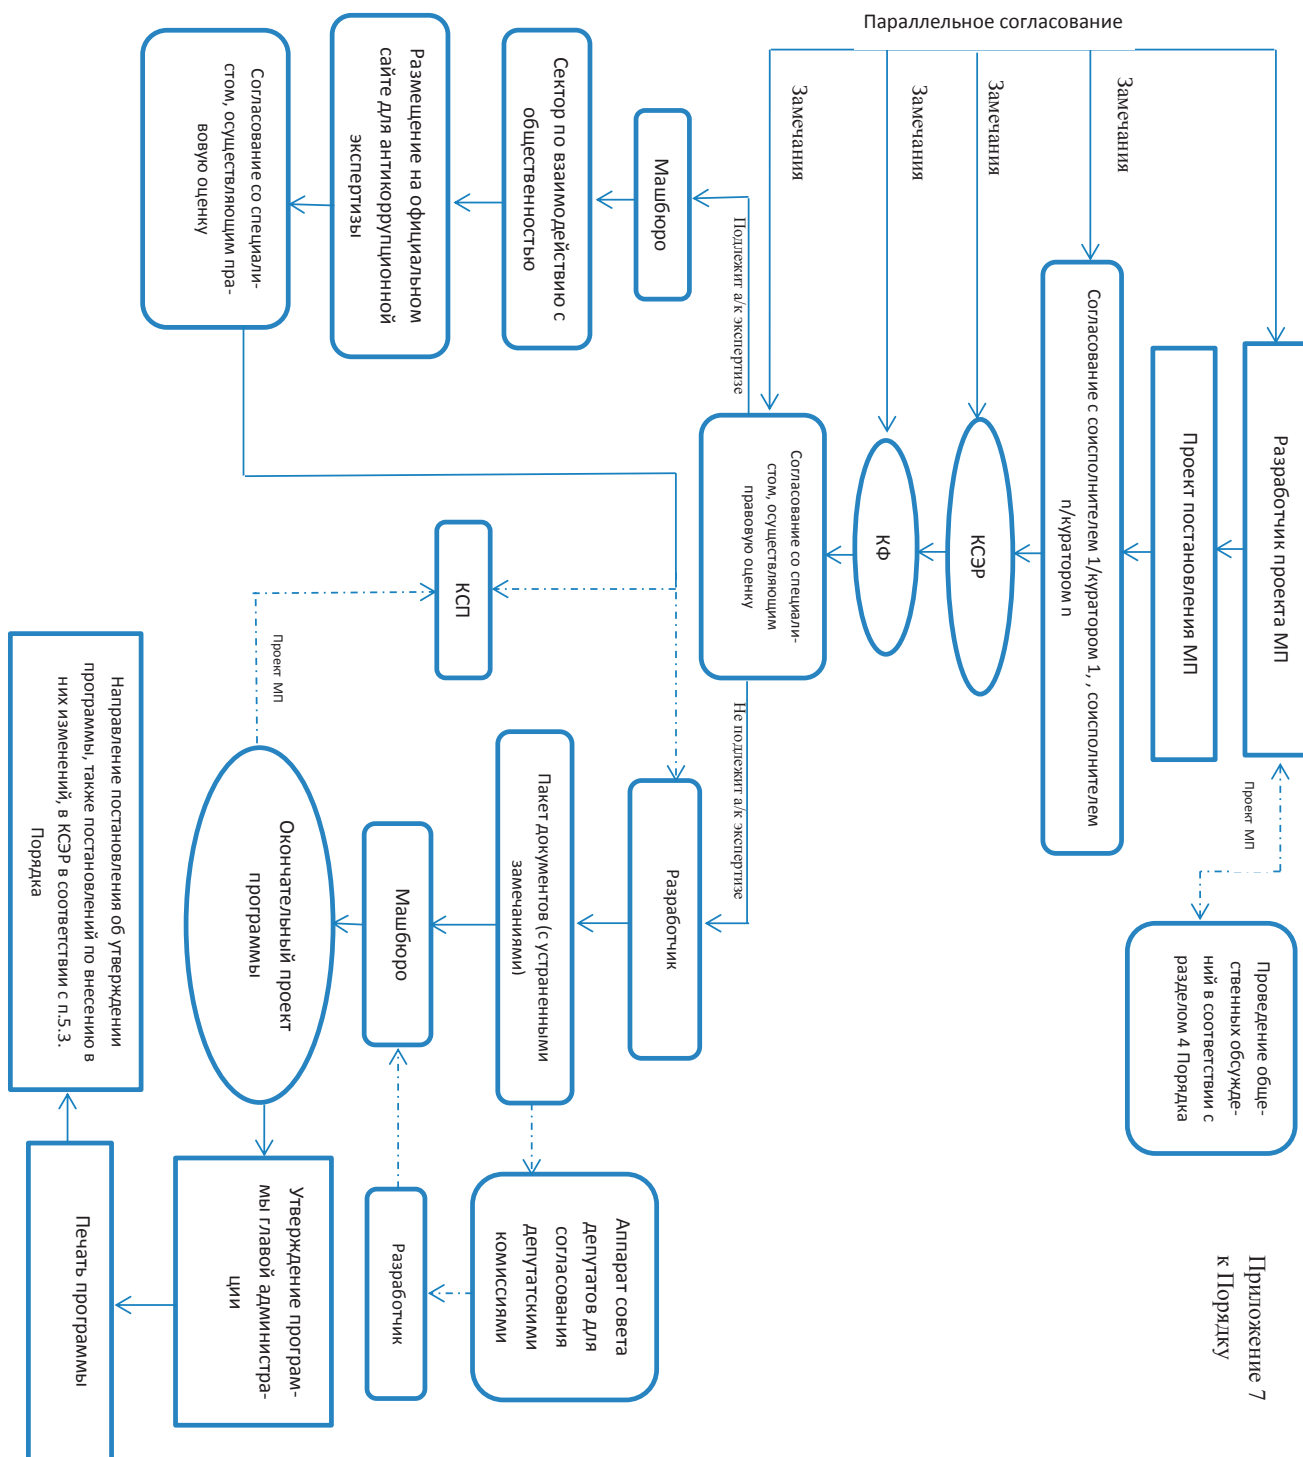 Приложение 7
к Порядку
Параллельное согласование
Разработчик проекта МП
Проект МП
Проведение обще-
ственных обсужде-
ний в соответствии с
разделом 4 Порядка
Проект постановления МП
Замечания
Согласование с соисполнителем 1/куратором 1, , соисполнителем
n/куратором n
Замечания
КСЭР
Замечания
КФ
Замечания
Согласование со специали-
стом, осуществляющим
правовую оценку
Подлежит а/к экспертизе
Не подлежит а/к экспертизе
Машбюро
Сектор по взаимодействию с
общественностью
Размещение на официальном
сайте для антикоррупционной
экспертизы
Согласование со специали-
стом, осуществляющим пра-
вовую оценку
Разработчик
КСП
Пакет документов (с устраненными
замечаниями)
Аппарат совета
депутатов для
согласования
депутатскими
комиссиями
Машбюро
Разработчик
Проект МП
Окончательный проект
программы
Утверждение програм-
мы главой администра-
ции
Печать программы
Направление постановления об утверждении
программы, также постановлений по внесению в
них изменений, в КСЭР в соответствии с п.5.3.
Порядка